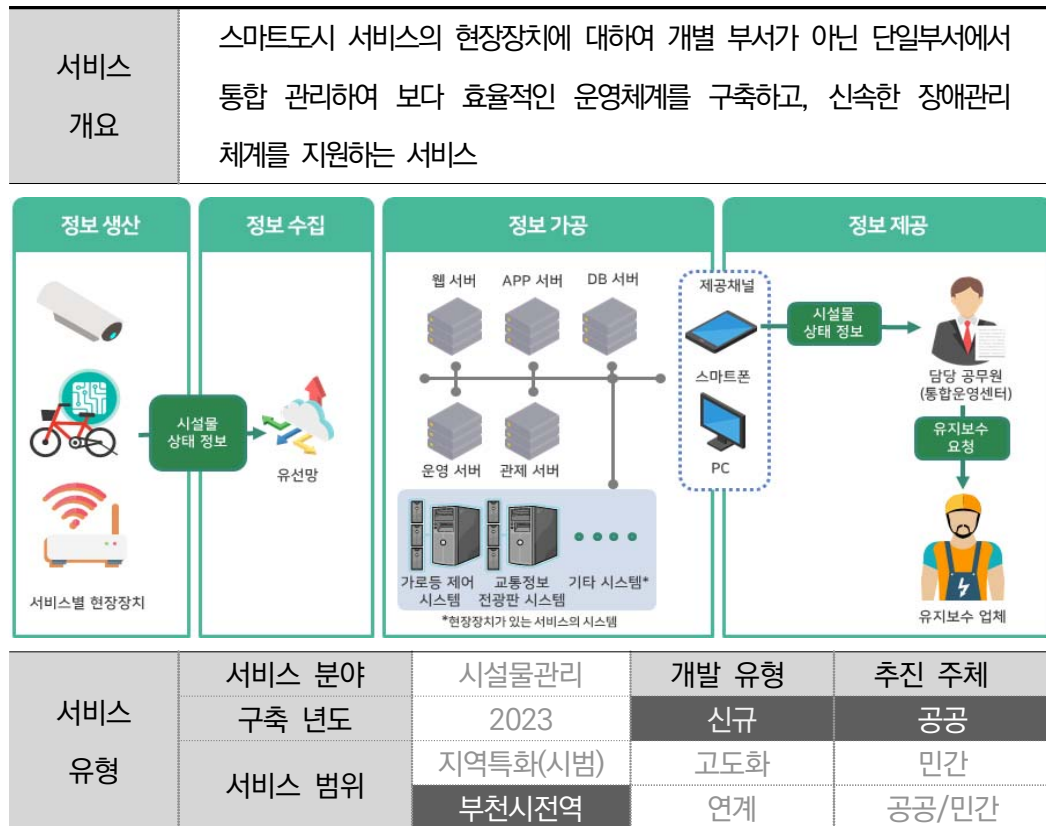 서비스
개요
스마트도시 서비스의 현장장치에 대하여 개별 부서가 아닌 단일부서에서
통합 관리하여 보다 효율적인 운영체계를 구축하고, 신속한 장애관리
체계를 지원하는 서비스
정보 생산
정보 수집
정보 가공
정보 제공
서비스별 현장장치
시설물
상태 정보
유선망
웹 서버
APP 서버
DB 서버
운영 서버
관제 서버
가로등 제어
시스템
교통정보
전광판 시스템
기타 시스템*
*현장장치가 있는 서비스의 시스템
제공채널
스마트폰
PC
시설물
상태 정보
담당 공무원
(통합운영센터)
유지보수
요청
유지보수 업체
서비스
유형
서비스 분야
시설물관리
개발 유형
추진 주체
구축 년도
2023
신규
공공
서비스 범위
지역특화(시범)
고도화
민간
부천시전역
연계
공공/민간